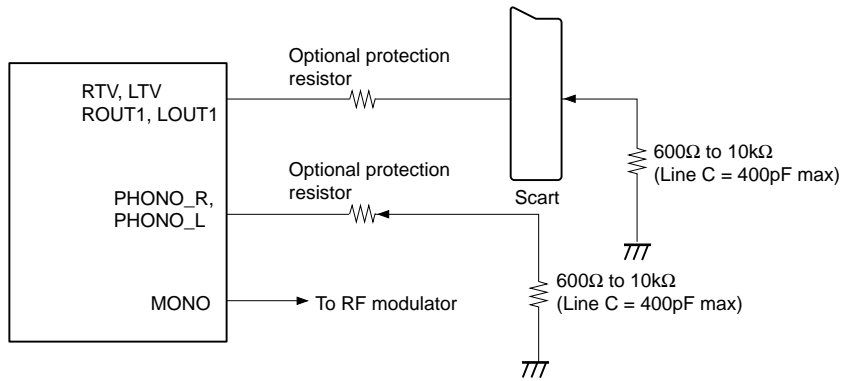 Optional protection
resistor
RTV, LTV
ROUT1, LOUT1
600Ω to 10kΩ
(Line C = 400pF max)
Scart
Optional protection
resistor
PHONO_R,
PHONO_L
600Ω to 10kΩ
(Line C = 400pF max)
MONO
To RF modulator